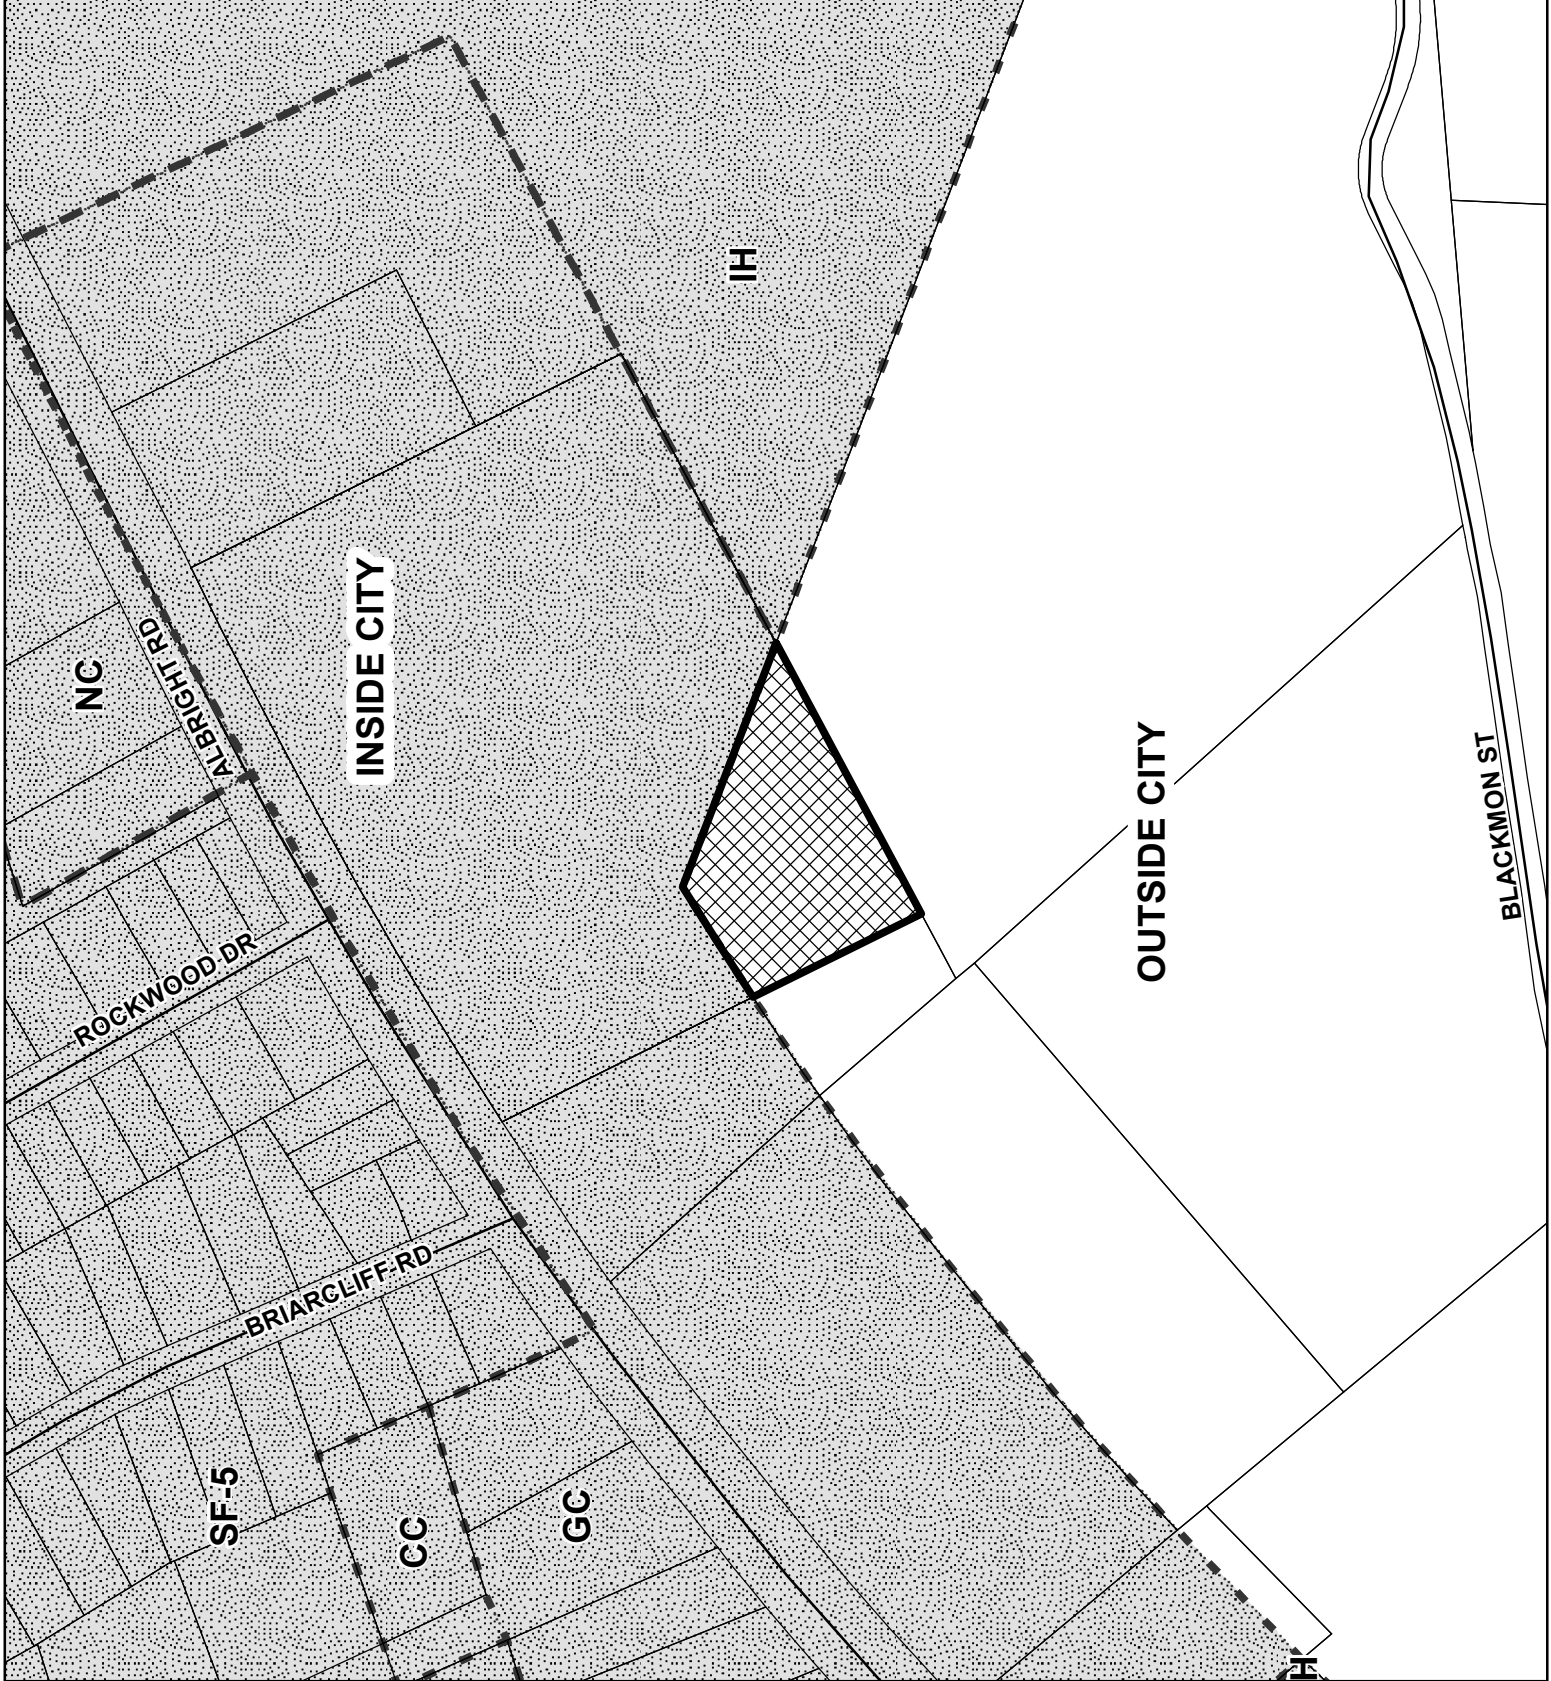 NC
ALBRIGHT RD
ROCKWOOD DR
SF-5
BRIARCLIFF RD
INSIDE CITY
CC
GC
IH
OUTSIDE CITY
H
BLACKMON ST